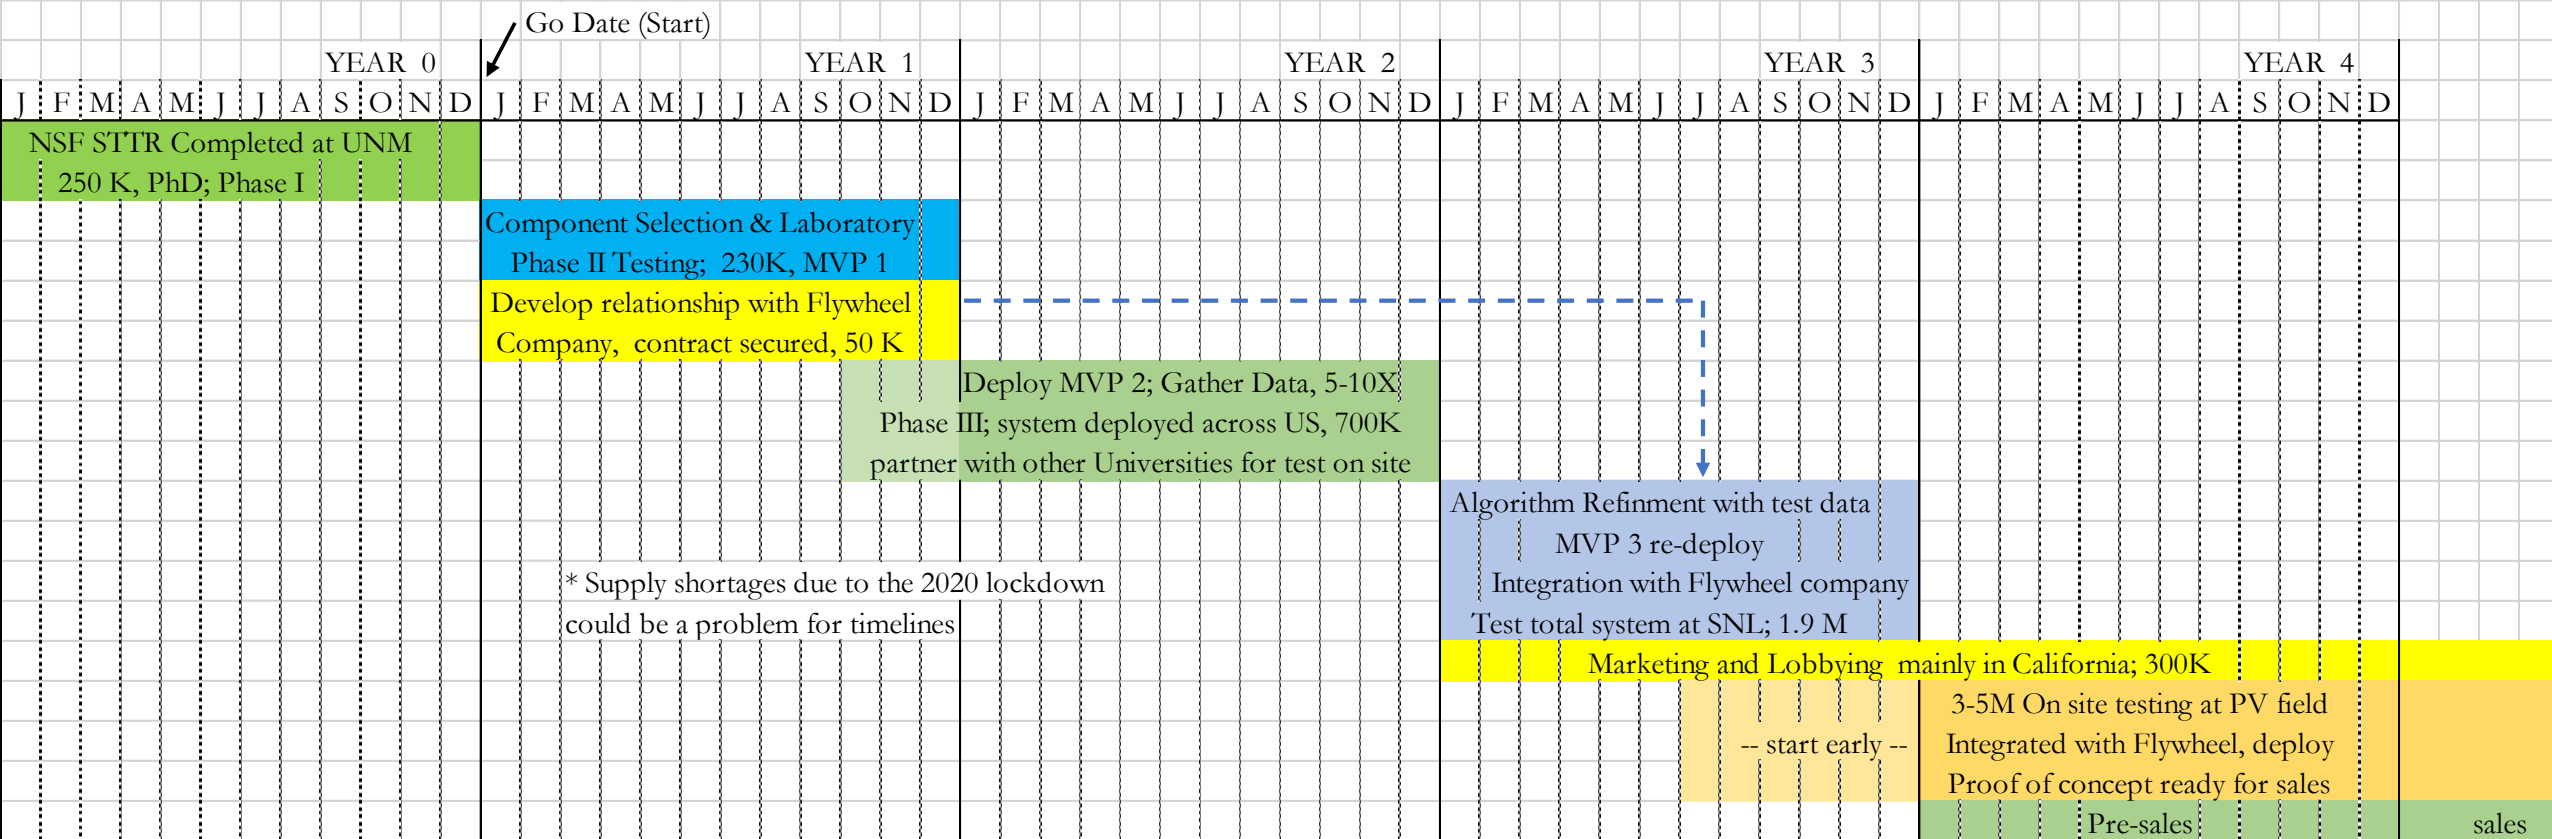 Go Date (Start)
YEAR 0 YEAR 1 YEAR 2 YEAR 3 YEAR 4
J F M A M J J A S O N D J F M A M J J A S O N D J F M A M J J A S O N D J F M A M J J A S O N D J F M A M J J A S O N D
NSF STTR Completed at UNM
250 K, PhD; Phase I
Component Selection & Laboratory
Phase II Testing; 230K, MVP 1
Develop relationship with Flywheel
Company, contract secured, 50 K
Deploy MVP 2; Gather Data, 5-10X
Phase III; system deployed across US, 700K
partner with other Universities for test on site
Algorithm Refinment with test data
MVP 3 re-deploy
Integration with Flywheel company
Test total system at SNL; 1.9 M
* Supply shortages due to the 2020 lockdown
could be a problem for timelines
Marketing and Lobbying mainly in California; 300K
3-5M On site testing at PV field
-- start early -- Integrated with Flywheel, deploy
Proof of concept ready for sales
Pre-sales sales